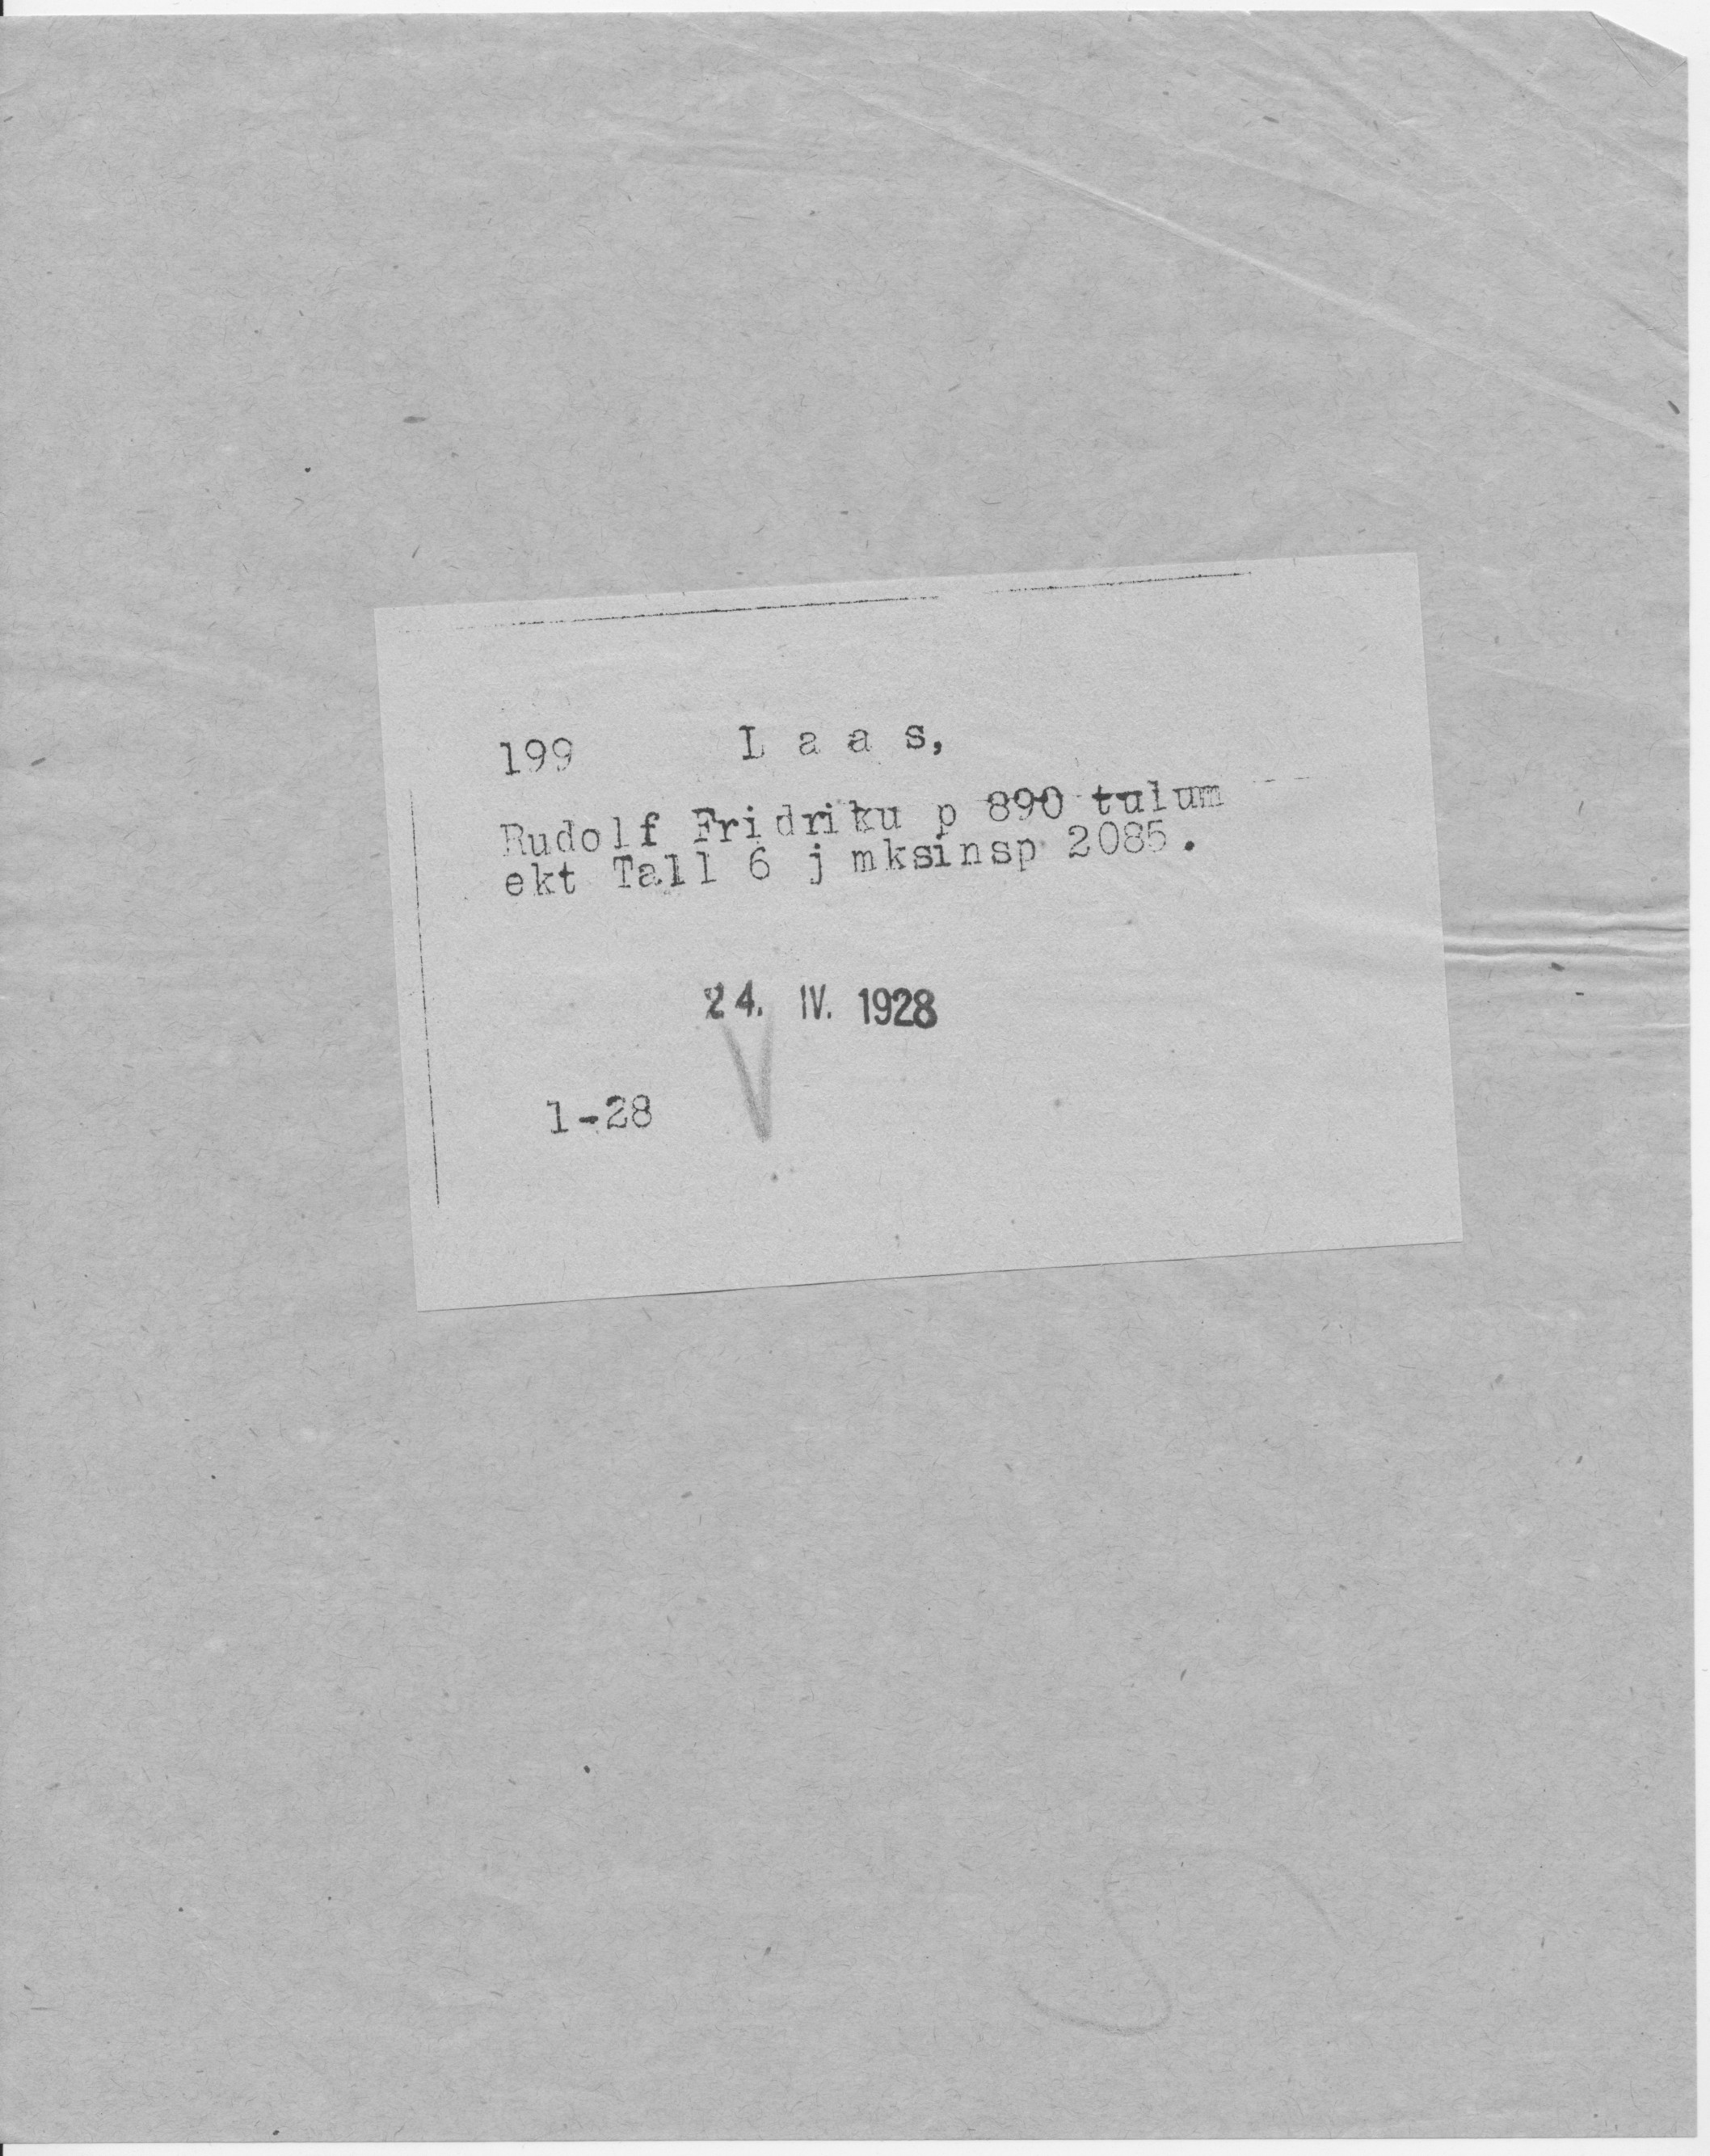 199 L a a s,
Rudolf Fridriku p 890 tulum
ekt Tall 6 j mksinsp 2085.
24. IV. 1928
1-28